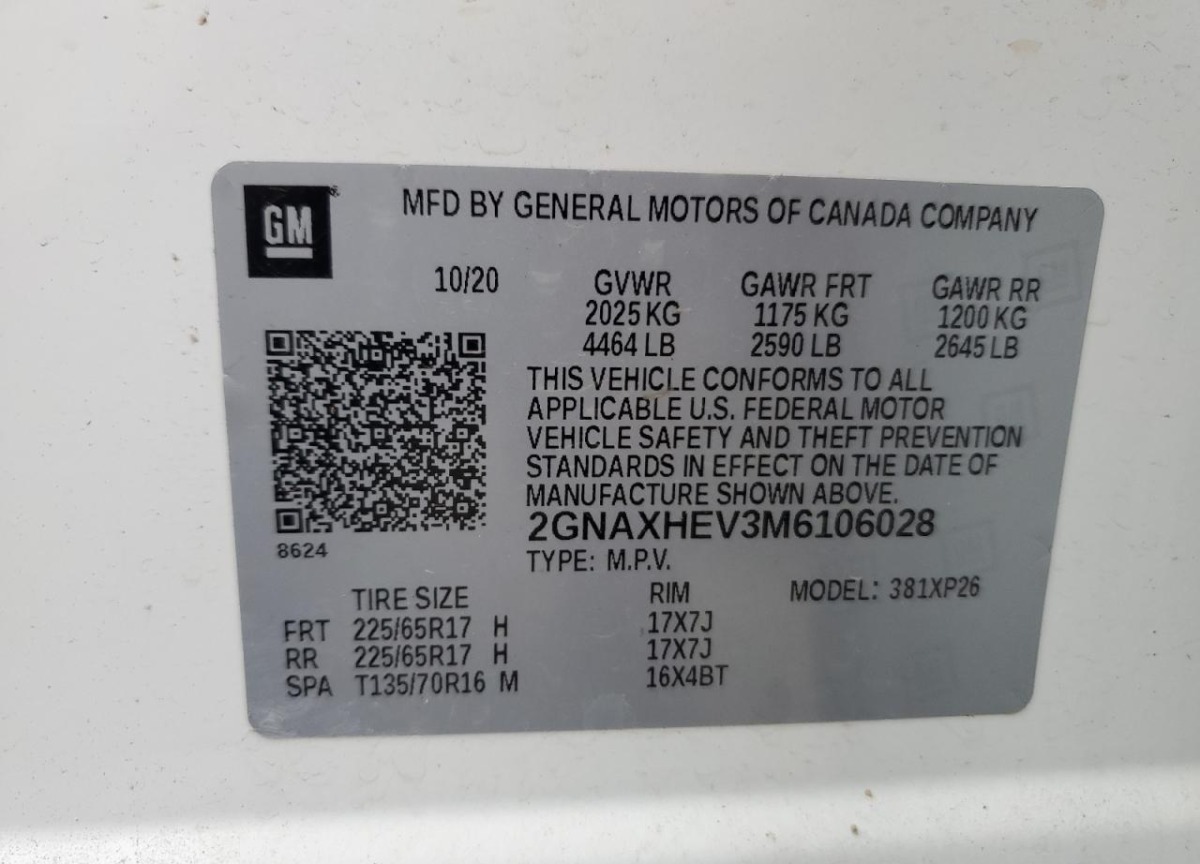 GM
MFD BY GENERAL MOTORS OF CANADA COMPANY
10/20 GVWR GAWR FRT GAWR RR
2025 KG 1175 KG 1200 KG
4464 LB 2590 LB 2645 LB
THIS VEHICLE CONFORMS TO ALL
APPLICABLE U.S. FEDERAL MOTOR
VEHICLE SAFETY AND THEFT PREVENTION
STANDARDS IN EFFECT ON THE DATE OF
MANUFACTURE SHOWN ABOVE.
2GNAXHEV3M6106028
8624
TYPE: M.P.V.
TIRE SIZE RIM MODEL: 381XP26
FRT 225/65R17 H 17X7J
RR 225/65R17 H 17X7J
SPA T135/70R16 M 16X4BT